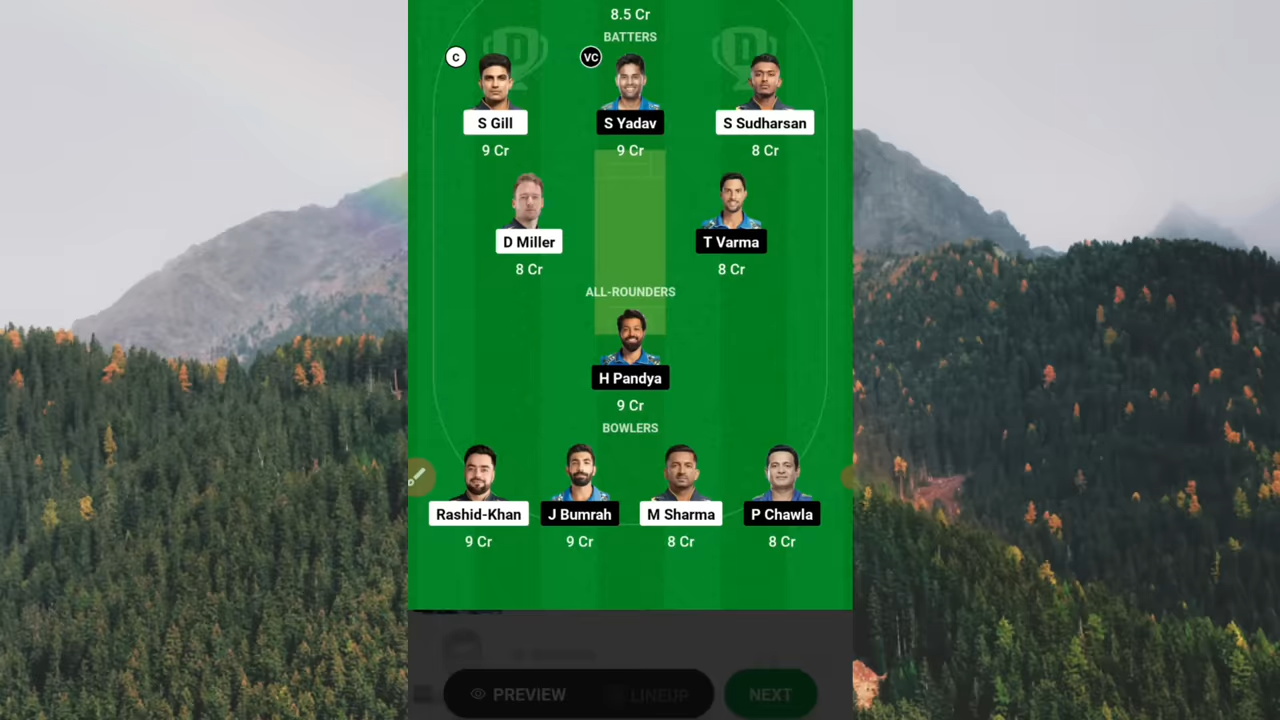 8.5 Cr
BATTERS
C
VC
S Gill
S Yadav
S Sudharsan
9 Cr
9 Cr
8 Cr
D Miller
T Varma
8 Cr
8 Cr
ALL-ROUNDERS
H Pandya
9 Cr
BOWLERS
Rashid-Khan
J Bumrah
M Sharma
P Chawla
9 Cr
9 Cr
8 Cr
8 Cr
PREVIEW
LINEUP
NEXT